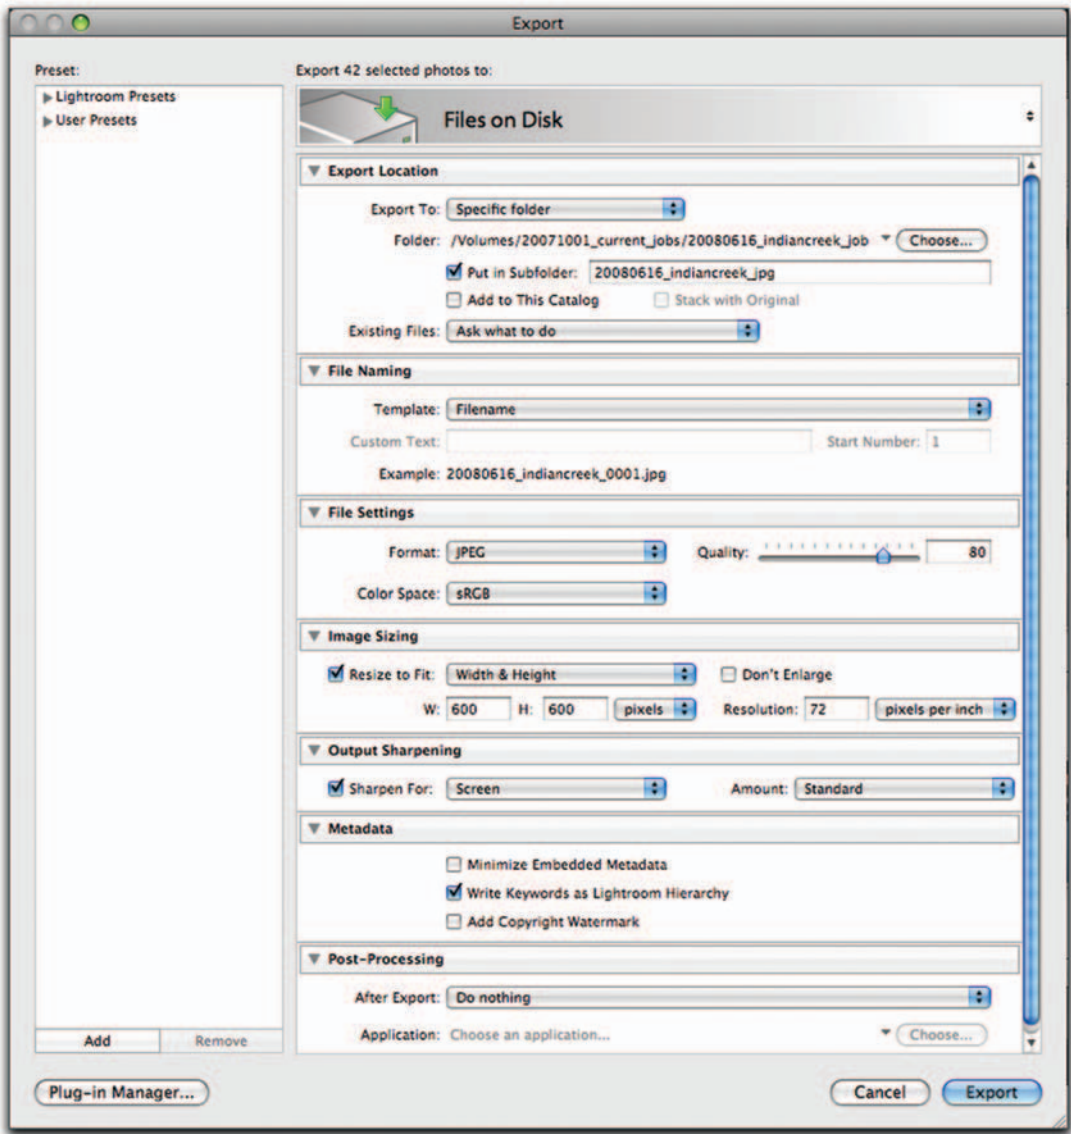 Export
Preset:
Lightroom Presets
User Presets
Add
Remove
Export 42 selected photos to:
Files on Disk
Export Location
Export To: Specific folder
Folder: /Volumes/20071001_current_jobs/20080616_indiancreek_job Choose...
Put in Subfolder: 20080616_indiancreek_jpg
Add to This Catalog Stack with Original
Existing Files: Ask what to do
File Naming
Template: Filename
Custom Text: Start Number: 1
Example: 20080616_indiancreek_0001.jpg
File Settings
Format: JPEG Quality: 80
Color Space: sRGB
Image Sizing
Resize to Fit: Width & Height Don't Enlarge
W: 600 H: 600 pixels Resolution: 72 pixels per inch
Output Sharpening
Sharpen For: Screen Amount: Standard
Metadata
Minimize Embedded Metadata
Write Keywords as Lightroom Hierarchy
Add Copyright Watermark
Post-Processing
After Export: Do nothing
Application: Choose an application... Choose...
Plug-in Manager... Cancel Export